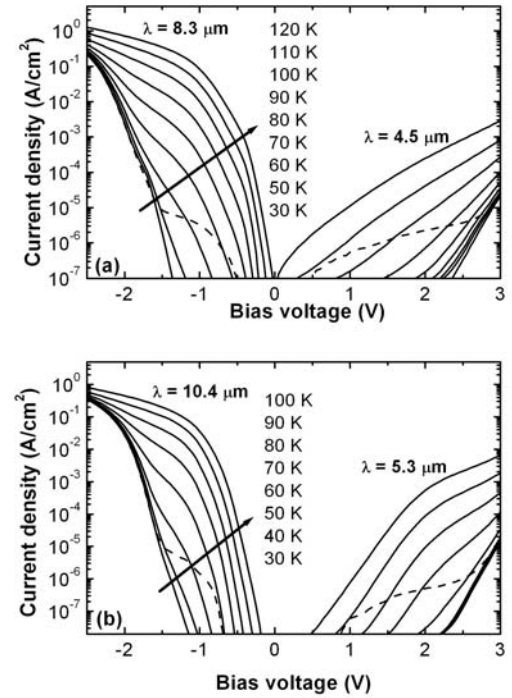 10⁰
10⁻¹
10⁻²
10⁻³
10⁻⁴
10⁻⁵
10⁻⁶
10⁻⁷
Current density (A/cm²)
λ = 8.3 μm
120 K
110 K
100 K
90 K
80 K
70 K
60 K
50 K
30 K
λ = 4.5 μm
(a)
-2 -1 0 1 2 3
Bias voltage (V)
10⁰
10⁻¹
10⁻²
10⁻³
10⁻⁴
10⁻⁵
10⁻⁶
10⁻⁷
Current density (A/cm²)
λ = 10.4 μm
100 K
90 K
80 K
70 K
60 K
50 K
40 K
30 K
λ = 5.3 μm
(b)
-2 -1 0 1 2 3
Bias voltage (V)